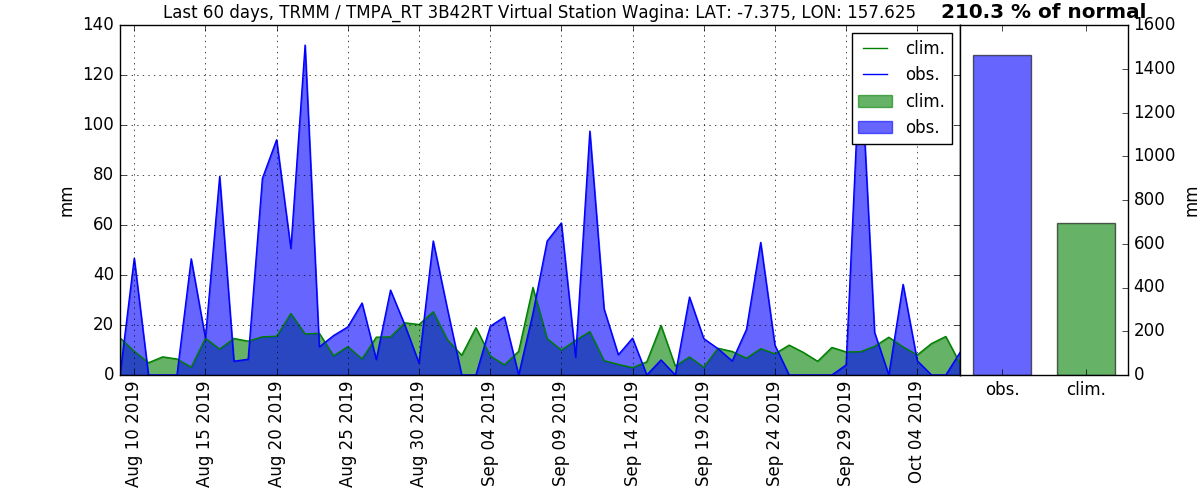 Last 60 days, TRMM / TMPA_RT 3B42RT Virtual Station Wagina: LAT: -7.375, LON: 157.625
210.3 % of normal
140
120
100
80
60
40
20
0
mm
clim.
obs.
clim.
obs.
Aug 10 2019
Aug 15 2019
Aug 20 2019
Aug 25 2019
Aug 30 2019
Sep 04 2019
Sep 09 2019
Sep 14 2019
Sep 19 2019
Sep 24 2019
Sep 29 2019
Oct 04 2019
1600
1400
1200
1000
800
600
400
200
0
mm
obs.
clim.